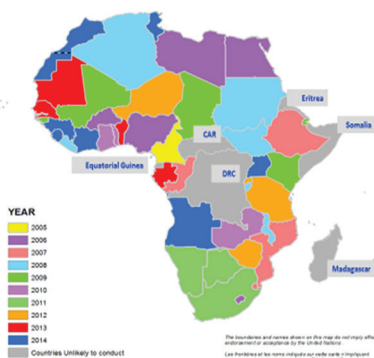 Eritrea
Somalia
CAR
Equatorial Guinea
DRC
Madagascar
YEAR
2005
2006
2007
2008
2009
2010
2011
2012
2013
2014
Countries Unlikely to conduct
The boundaries and names shown on this map do not imply offic
endorsement or acceptance by the United Nations
Les frontières et les noms indiqués sur cette carte n'impliquent